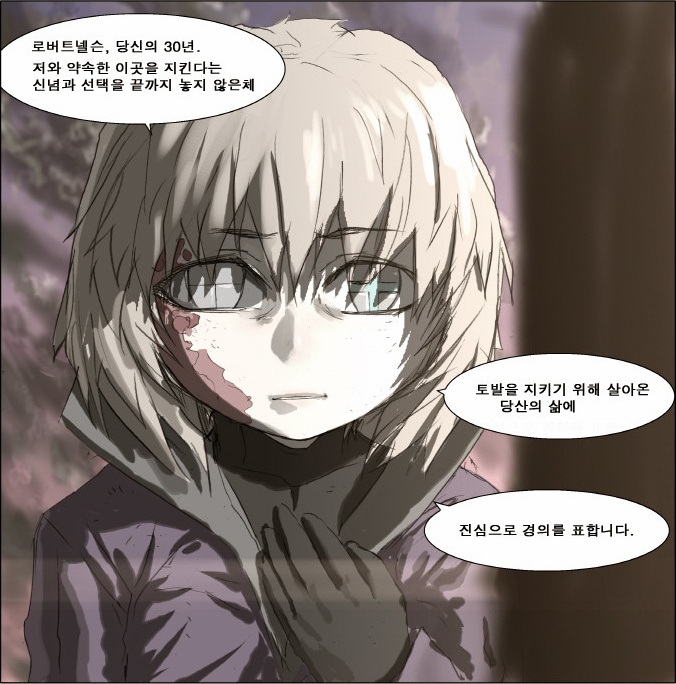 로버트넬슨, 당신의 30년.
저와 약속한 이곳을 지킨다는
신념과 선택을 끝까지 놓지 않은체
토발을 지키기 위해 살아온
당산의 삶에
진심으로 경의를 표합니다.